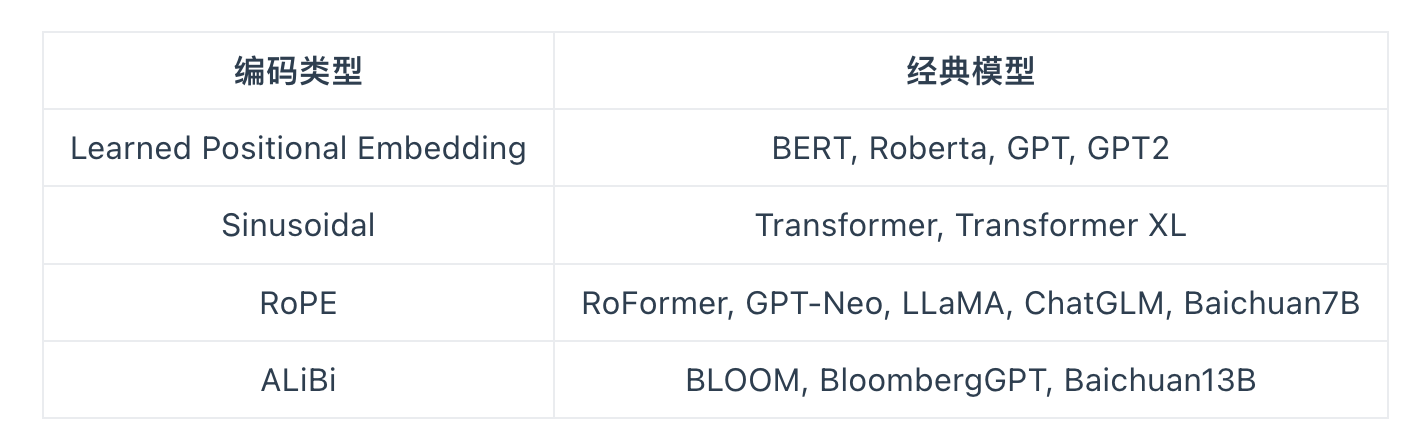 编码类型 经典模型
Learned Positional Embedding BERT, Roberta, GPT, GPT2
Sinusoidal Transformer, Transformer XL
RoPE RoFormer, GPT-Neo, LLaMA, ChatGLM, Baichuan7B
ALiBi BLOOM, BloombergGPT, Baichuan13B